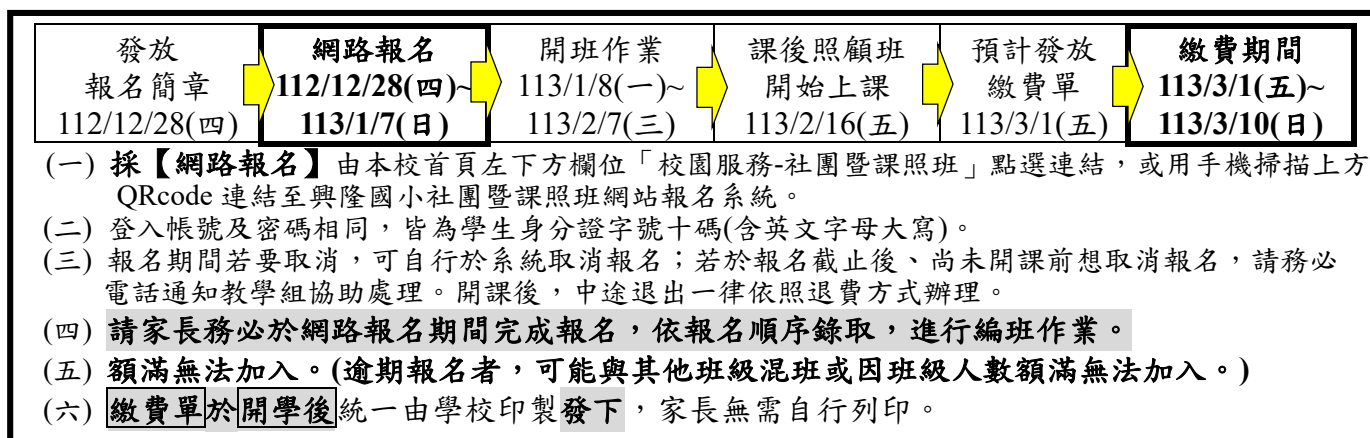 發放
報名簡章
112/12/28(四)
網路報名
112/12/28(四)~
113/1/7(日)
開班作業
113/1/8(一)~
113/2/7(三)
課後照顧班
開始上課
113/2/16(五)
預計發放
繳費單
113/3/1(五)
繳費期間
113/3/1(五)~
113/3/10(日)
(一) 採【網路報名】由本校首頁左下方欄位「校園服務-社團暨課照班」點選連結，或用手機掃描上方
QRcode 連結至興隆國小社團暨課照班網站報名系統。
(二) 登入帳號及密碼相同，皆為學生身分證字號十碼(含英文字母大寫)。
(三) 報名期間若要取消，可自行於系統取消報名；若於報名截止後、尚未開課前想取消報名，請務必
電話通知教學組協助處理。開課後，中途退出一律依照退費方式辦理。
(四) 請家長務必於網路報名期間完成報名，依報名順序錄取，進行編班作業。
(五) 額滿無法加入。(逾期報名者，可能與其他班級混班或因班級人數額滿無法加入。)
(六) 繳費單於開學後統一由學校印製發下，家長無需自行列印。